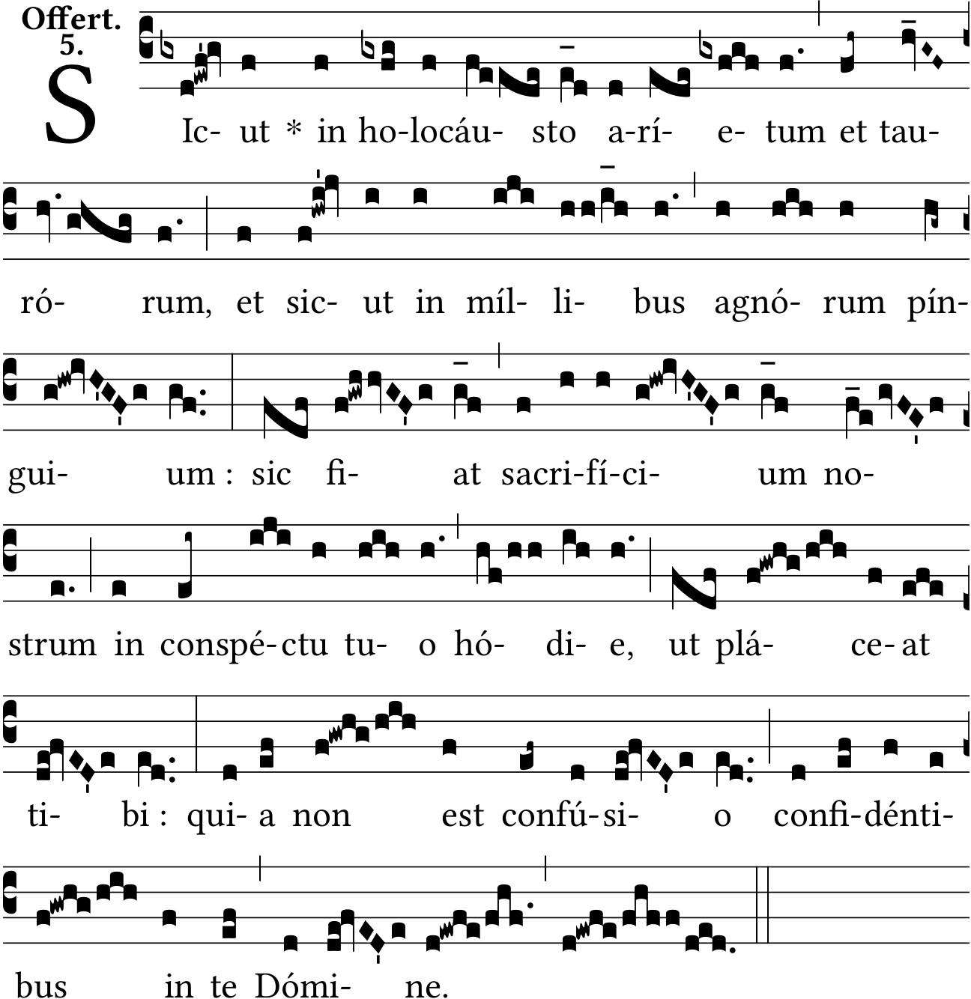 Offert.
5.
SIc- ut * in ho-locáu- sto a-rí- e- tum et tau-
ró- rum, et sic- ut in míl- li- bus agnó- rum pín-
gui- um : sic fi- at sacri-fí-ci- um no-
strum in conspé-ctu tu- o hó- di- e, ut plá- ce- at
ti- bi : qui- a non est confú-si- o confi-dénti-
bus in te Dómi- ne.